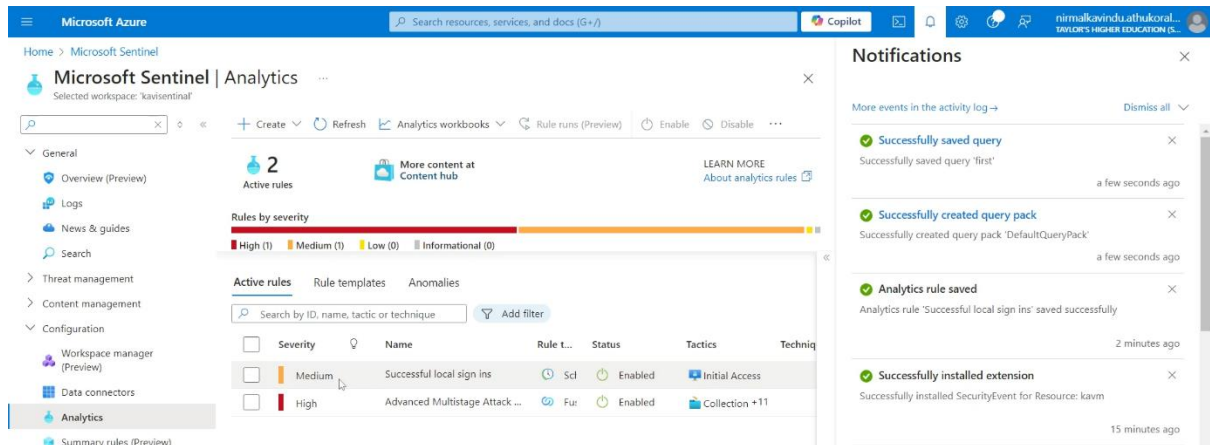 Microsoft Azure
Search resources, services, and docs (G+/)
Copilot
nirmalkavindu.athukoral...
TAYLOR'S HIGHER EDUCATION (S...
Home > Microsoft Sentinel
Microsoft Sentinel | Analytics ...
Selected workspace: 'kavisentinal'
General
Overview (Preview)
Logs
News & guides
Search
Threat management
Content management
Configuration
Workspace manager
(Preview)
Data connectors
Analytics
Summary rules (Preview)
Create
Refresh
Analytics workbooks
Rule runs (Preview)
Enable
Disable
...
2
Active rules
More content at
Content hub
LEARN MORE
About analytics rules
Rules by severity
High (1)
Medium (1)
Low (0)
Informational (0)
Active rules
Rule templates
Anomalies
Search by ID, name, tactic or technique
Add filter
Severity Name Rule t... Status Tactics Techniq
Medium Successful local sign ins Scl Enabled Initial Access
High Advanced Multistage Attack ... Fu: Enabled Collection +11
Notifications
More events in the activity log →
Dismiss all
Successfully saved query
Successfully saved query 'first'
a few seconds ago
Successfully created query pack
Successfully created query pack 'DefaultQueryPack'
a few seconds ago
Analytics rule saved
Analytics rule 'Successful local sign ins' saved successfully
2 minutes ago
Successfully installed extension
Successfully installed SecurityEvent for Resource: kavm
15 minutes ago